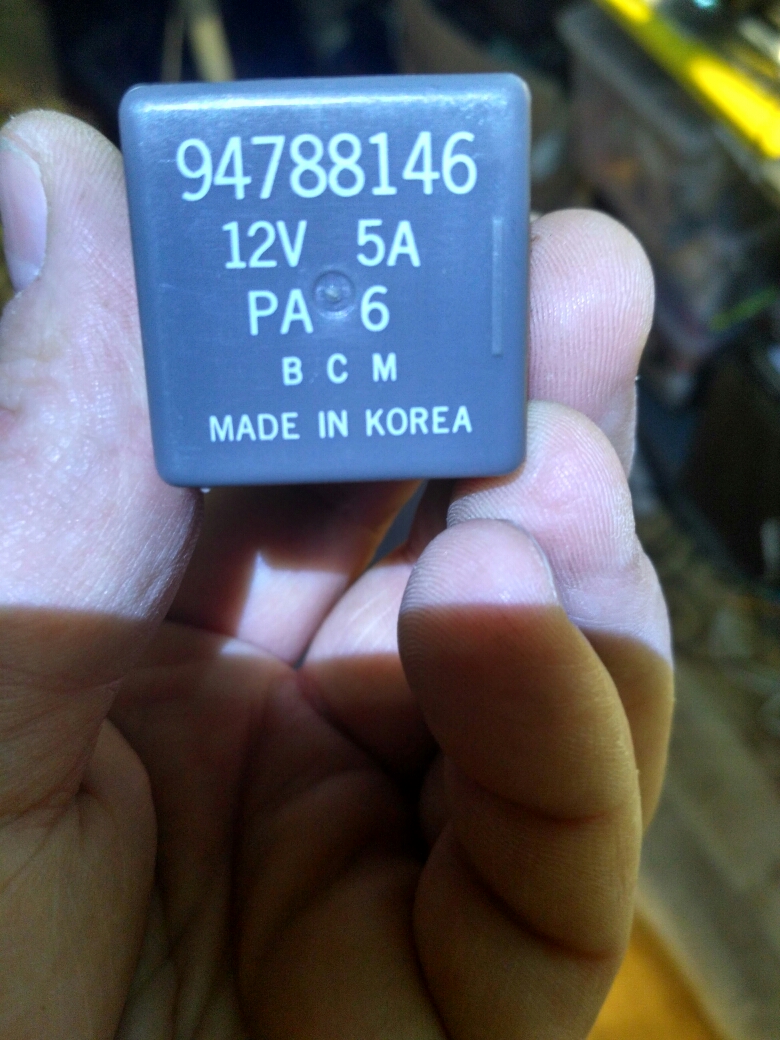 94788146
12V 5A
PA 6
B C M
MADE IN KOREA